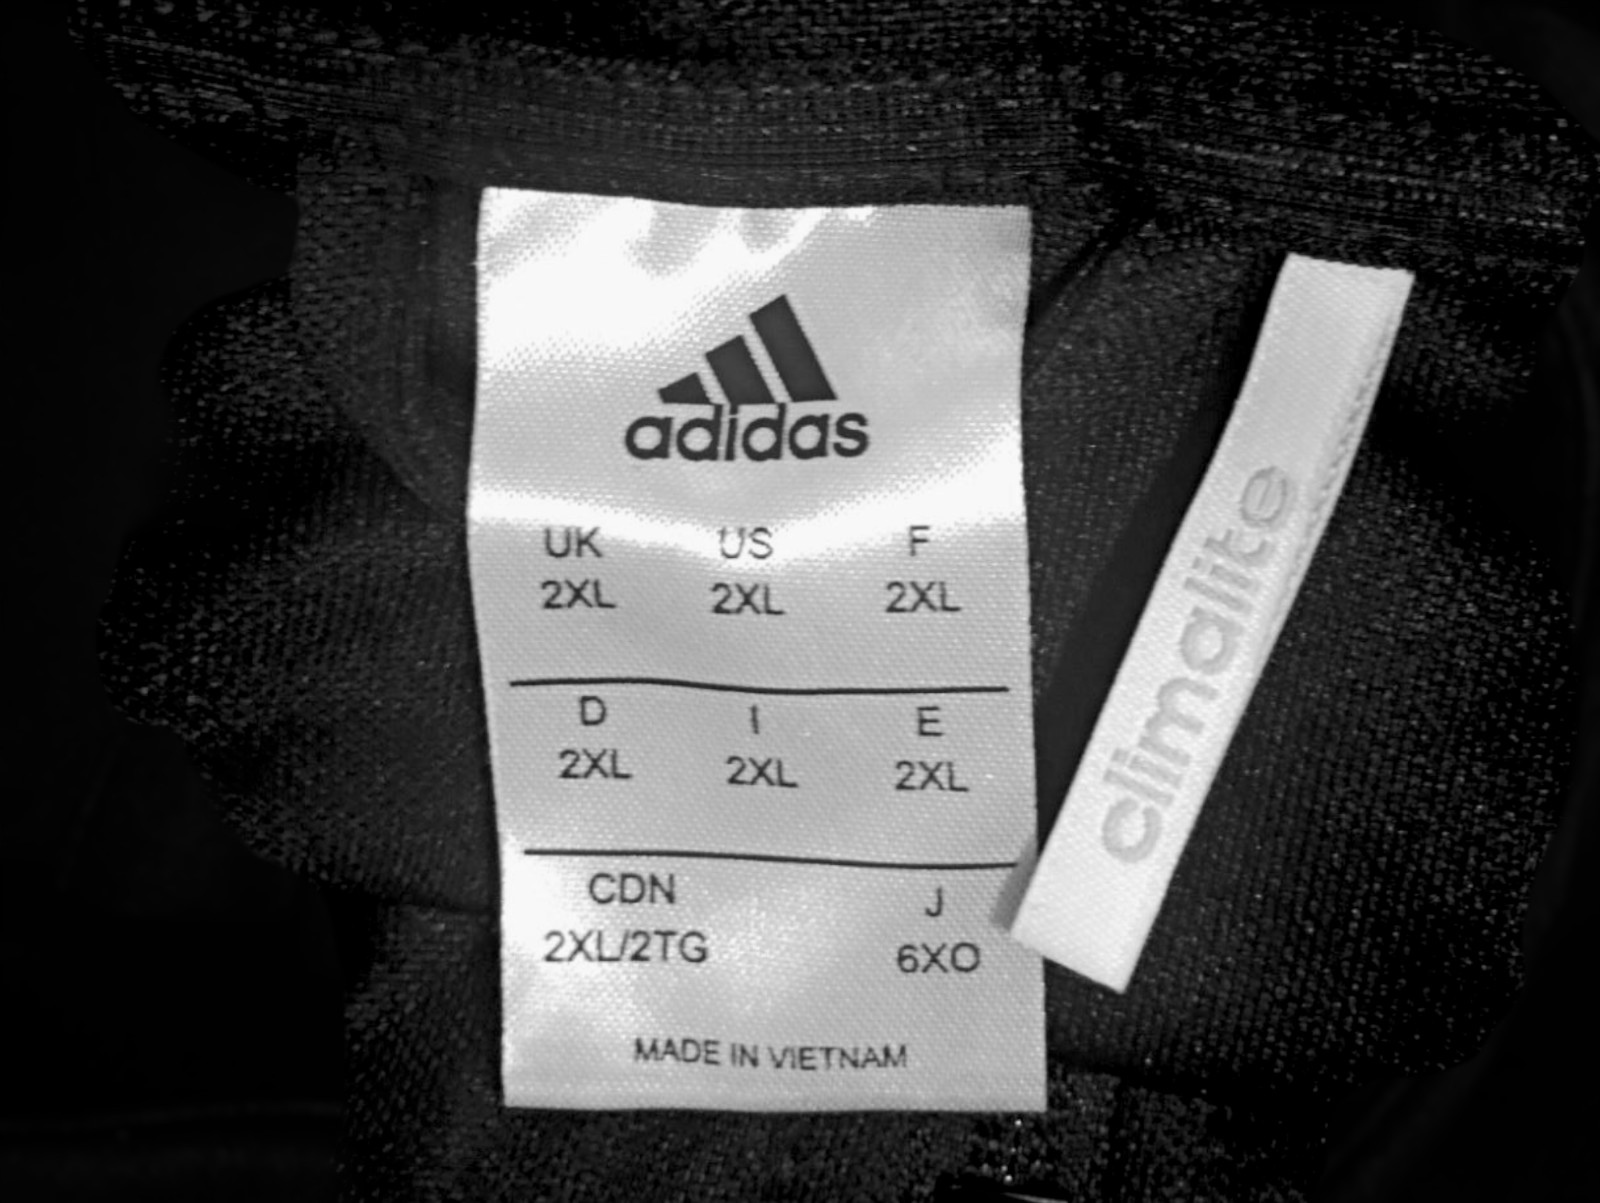 adidas
UK US F
2XL 2XL 2XL
D I E
2XL 2XL 2XL
CDN J
2XL/2TG 6XO
MADE IN VIETNAM
climalite